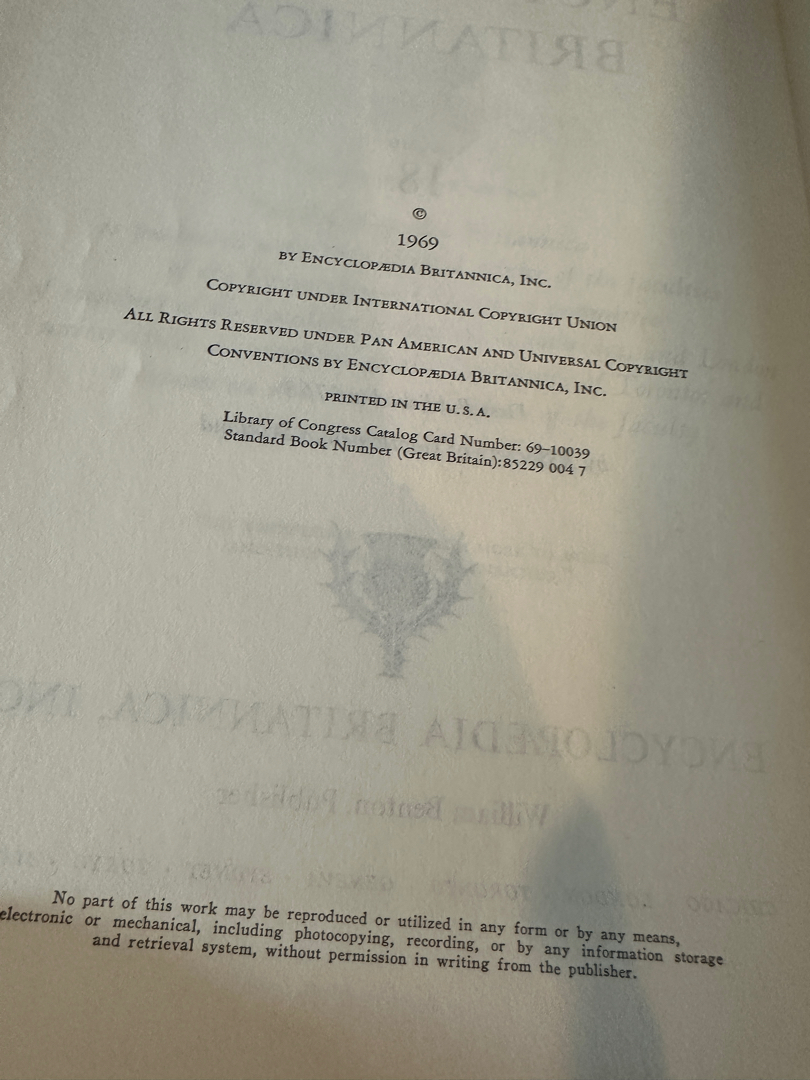 ©
1969
BY ENCYCLOPÆDIA BRITANNICA, INC.
COPYRIGHT UNDER INTERNATIONAL COPYRIGHT UNION
ALL RIGHTS RESERVED UNDER PAN AMERICAN AND UNIVERSAL COPYRIGHT
CONVENTIONS BY ENCYCLOPÆDIA BRITANNICA, INC.
PRINTED IN THE U.S.A.
Library of Congress Catalog Card Number: 69–10039
Standard Book Number (Great Britain):85229 004 7
No part of this work may be reproduced or utilized in any form or by any means,
electronic or mechanical, including photocopying, recording, or by any information storage
and retrieval system, without permission in writing from the publisher.